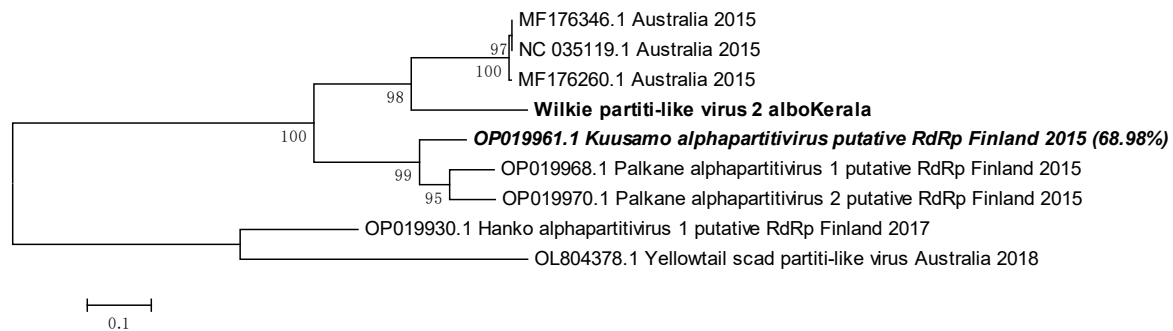 MF176346.1 Australia 2015
97
NC 035119.1 Australia 2015
100
MF176260.1 Australia 2015
98
Wilkie partiti-like virus 2 alboKerala
100
OP019961.1 Kuusamo alphapartitivirus putative RdRp Finland 2015 (68.98%)
99
OP019968.1 Palkane alphapartitivirus 1 putative RdRp Finland 2015
95
OP019970.1 Palkane alphapartitivirus 2 putative RdRp Finland 2015
OP019930.1 Hanko alphapartitivirus 1 putative RdRp Finland 2017
OL804378.1 Yellowtail scad partiti-like virus Australia 2018
0.1